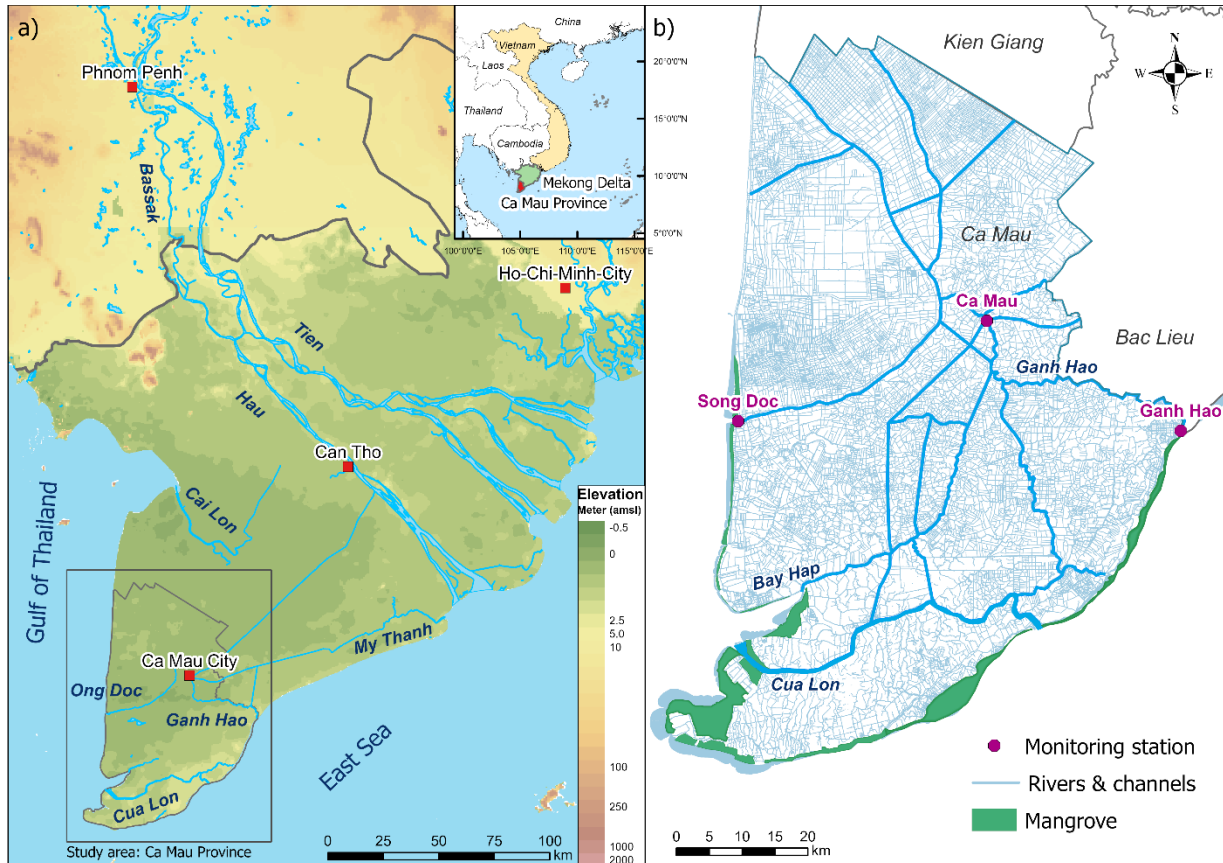 a)
Phnom Penh
Bassak
Ho-Chi-Minh-City
Tien
Hau
Can Tho
Cai Lon
Gulf of Thailand
My Thanh
Ca Mau City
Ong Doc
Ganh Hao
East Sea
Cua Lon
Study area: Ca Mau Province
0 25 50 75 100
km
Elevation
Meter (amsl)
-0.5
0
2.5
5.0
10
100
250
1000
2000
China
Vietnam
Laos
Thailand
Cambodia
Mekong Delta
Ca Mau Province
20°0'0"N
15°0'0"N
10°0'0"N
5°0'0"N
100°0'0"E 105°0'0"E 110°0'0"E 115°0'0"E
b)
Kien Giang
N
W E
S
Ca Mau
Ca Mau
Bac Lieu
Ganh Hao
Song Doc
Ganh Hao
Bay Hap
Cua Lon
Monitoring station
Rivers & channels
Mangrove
0 5 10 15 20
km